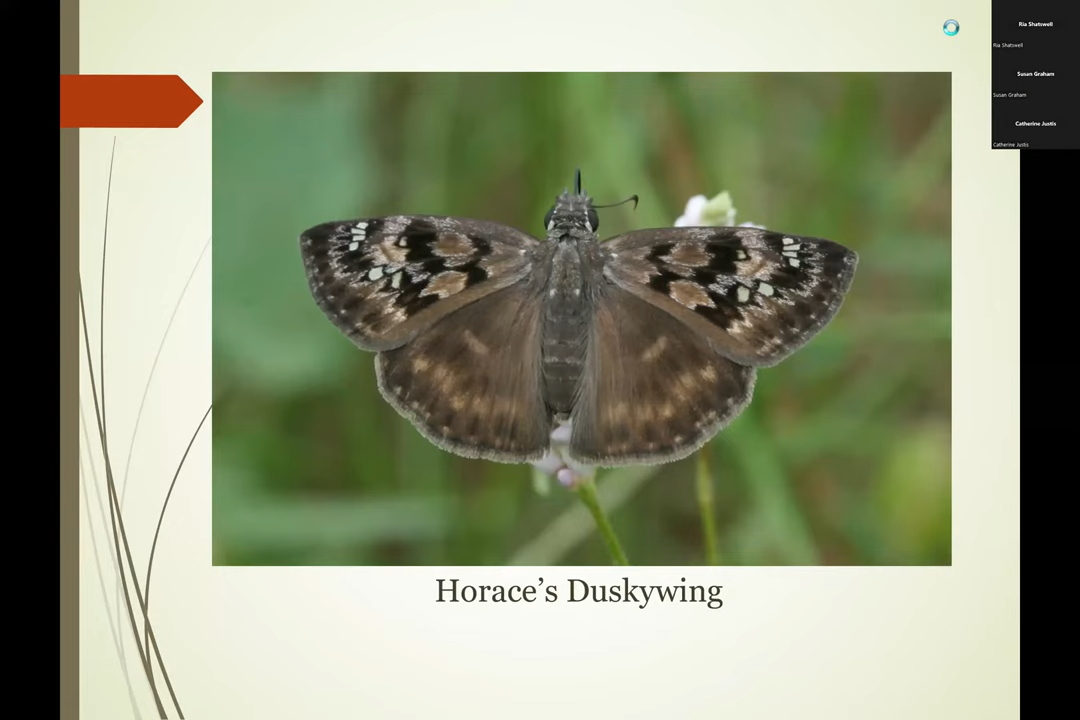 Ria Shatswell
Ria Shatswell
Susan Graham
Susan Graham
Catherine Justis
Catherine Justis
Horace’s Duskywing